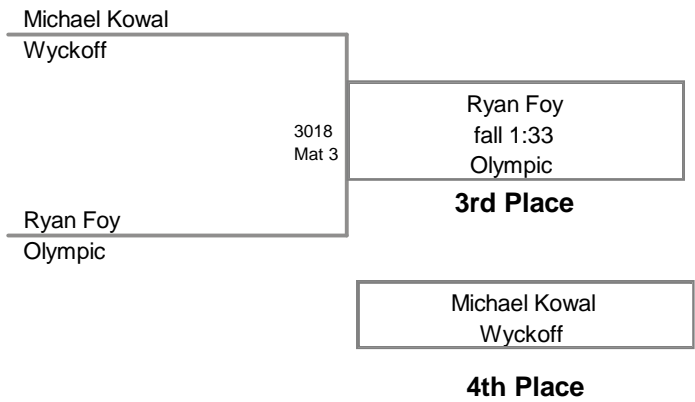 Michael Kowal
Wyckoff
3018
Mat 3
Ryan Foy
fall 1:33
Olympic
3rd Place
Ryan Foy
Olympic
Michael Kowal
Wyckoff
4th Place